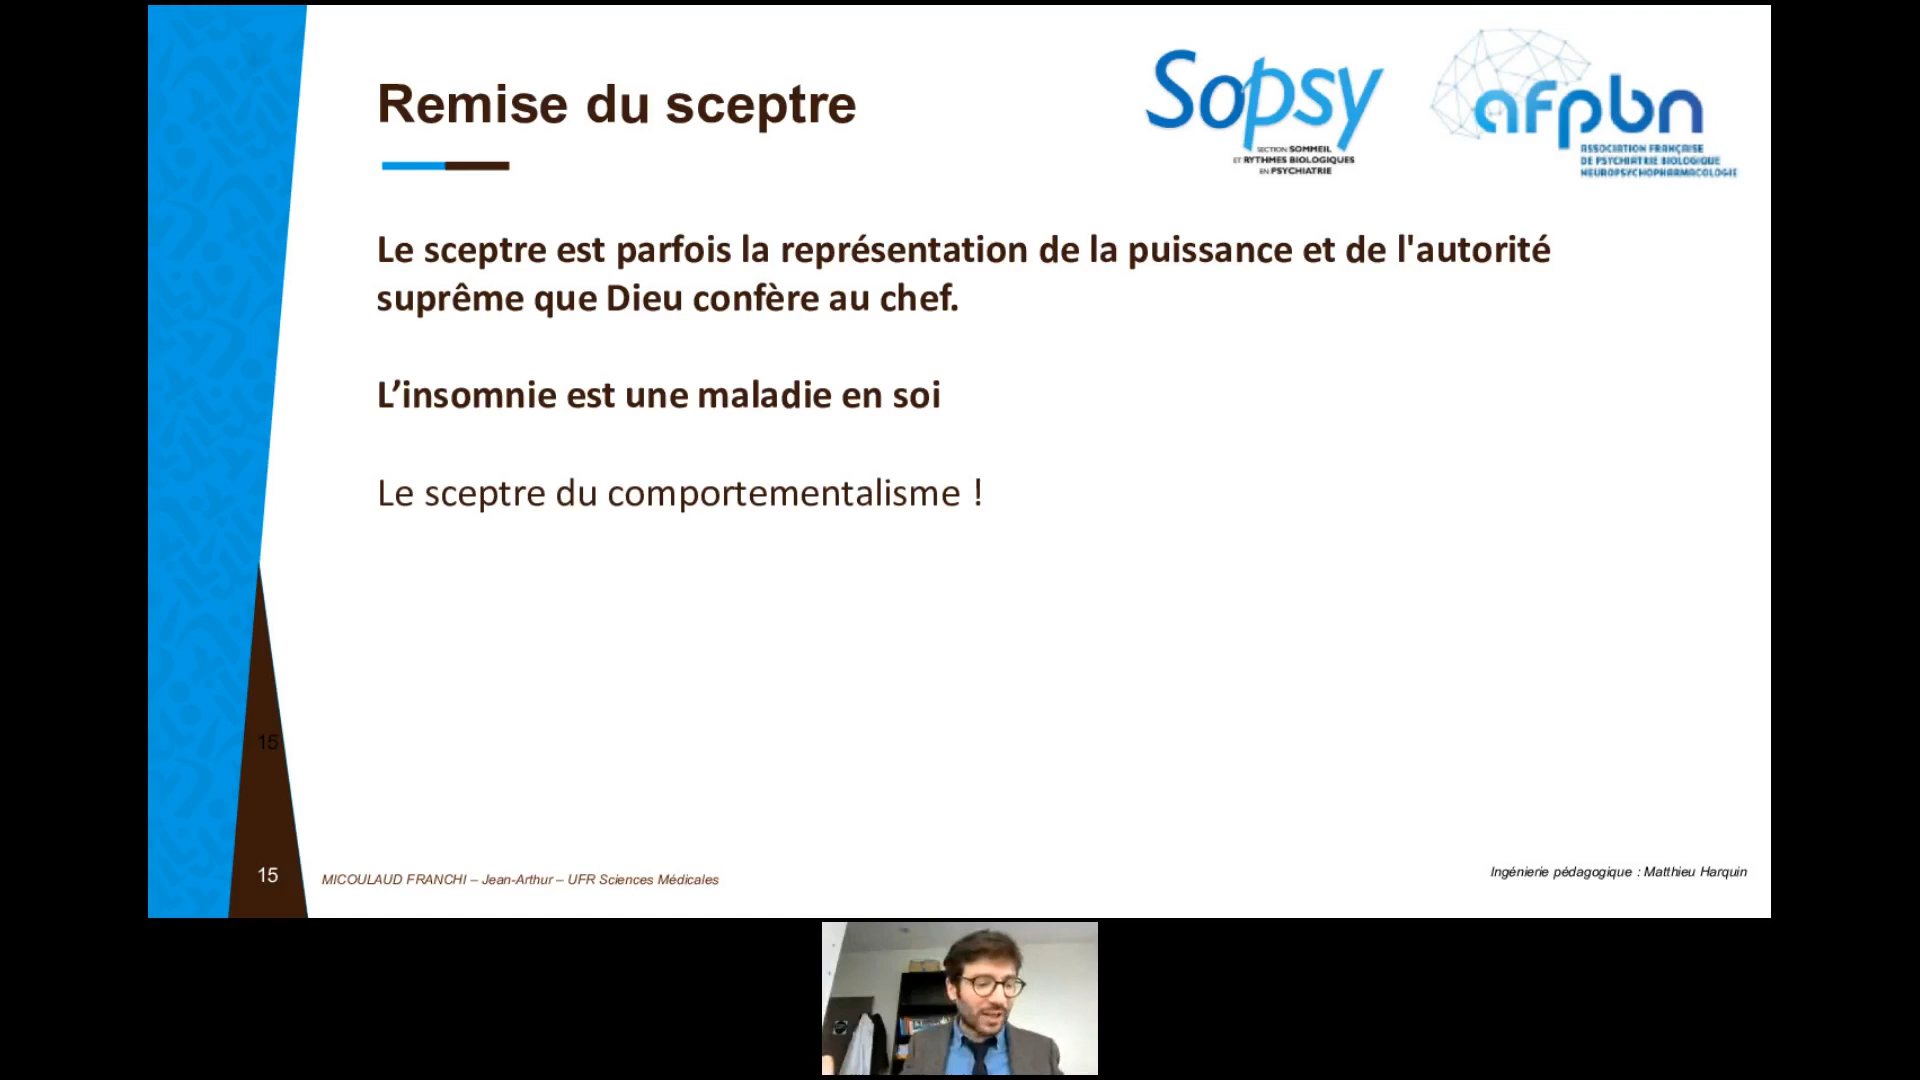 Remise du sceptre
Sopsy
SECTION SOMMEIL
ET RYTHMES BIOLOGIQUES
EN PSYCHIATRIE
afpbn
ASSOCIATION FRANÇAISE
DE PSYCHIATRIE BIOLOGIQUE
NEUROPSYCHOPHARMACOLOGIE
Le sceptre est parfois la représentation de la puissance et de l'autorité
suprême que Dieu confère au chef.
L’insomnie est une maladie en soi
Le sceptre du comportementalisme !
15
15
MICOULAUD FRANCHI – Jean-Arthur – UFR Sciences Médicales
Ingénierie pédagogique : Matthieu Harquin